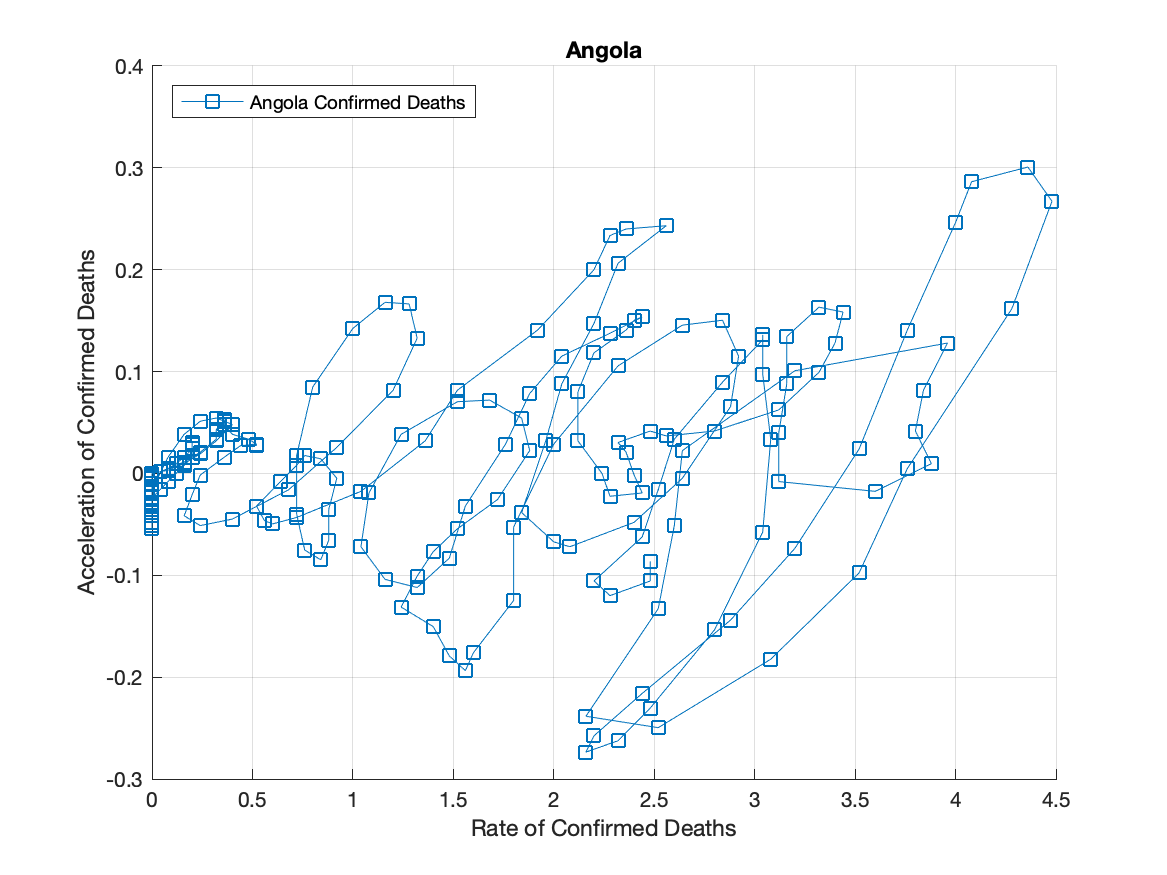 Angola
0.4
Angola Confirmed Deaths
0.3
0.2
0.1
0
-0.1
-0.2
-0.3
Acceleration of Confirmed Deaths
0 0.5 1 1.5 2 2.5 3 3.5 4 4.5
Rate of Confirmed Deaths